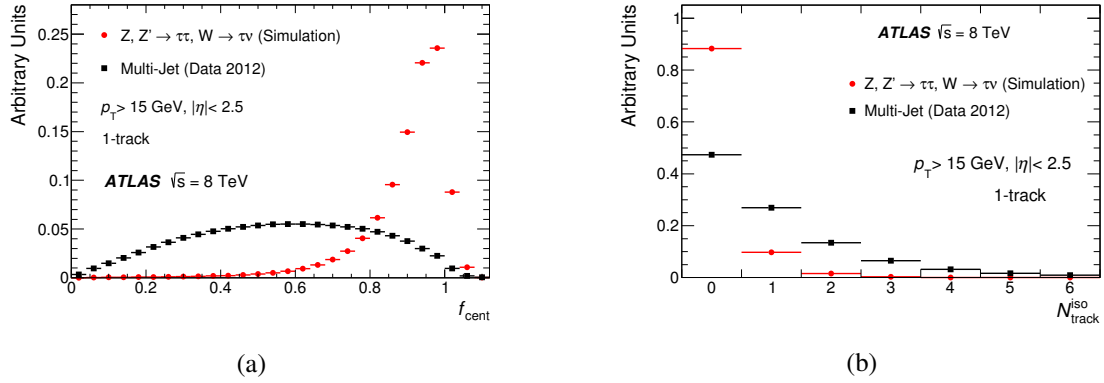 Arbitrary Units
0.25
0.2
0.15
0.1
0.05
0
Z, Z' → ττ, W → τν (Simulation)
Multi-Jet (Data 2012)
p_T> 15 GeV, |η|< 2.5
1-track
ATLAS √s = 8 TeV
0 0.2 0.4 0.6 0.8 1
f_cent
(a)
Arbitrary Units
1
0.8
0.6
0.4
0.2
0
ATLAS √s = 8 TeV
Z, Z' → ττ, W → τν (Simulation)
Multi-Jet (Data 2012)
p_T> 15 GeV, |η|< 2.5
1-track
0 1 2 3 4 5 6
N^iso_track
(b)